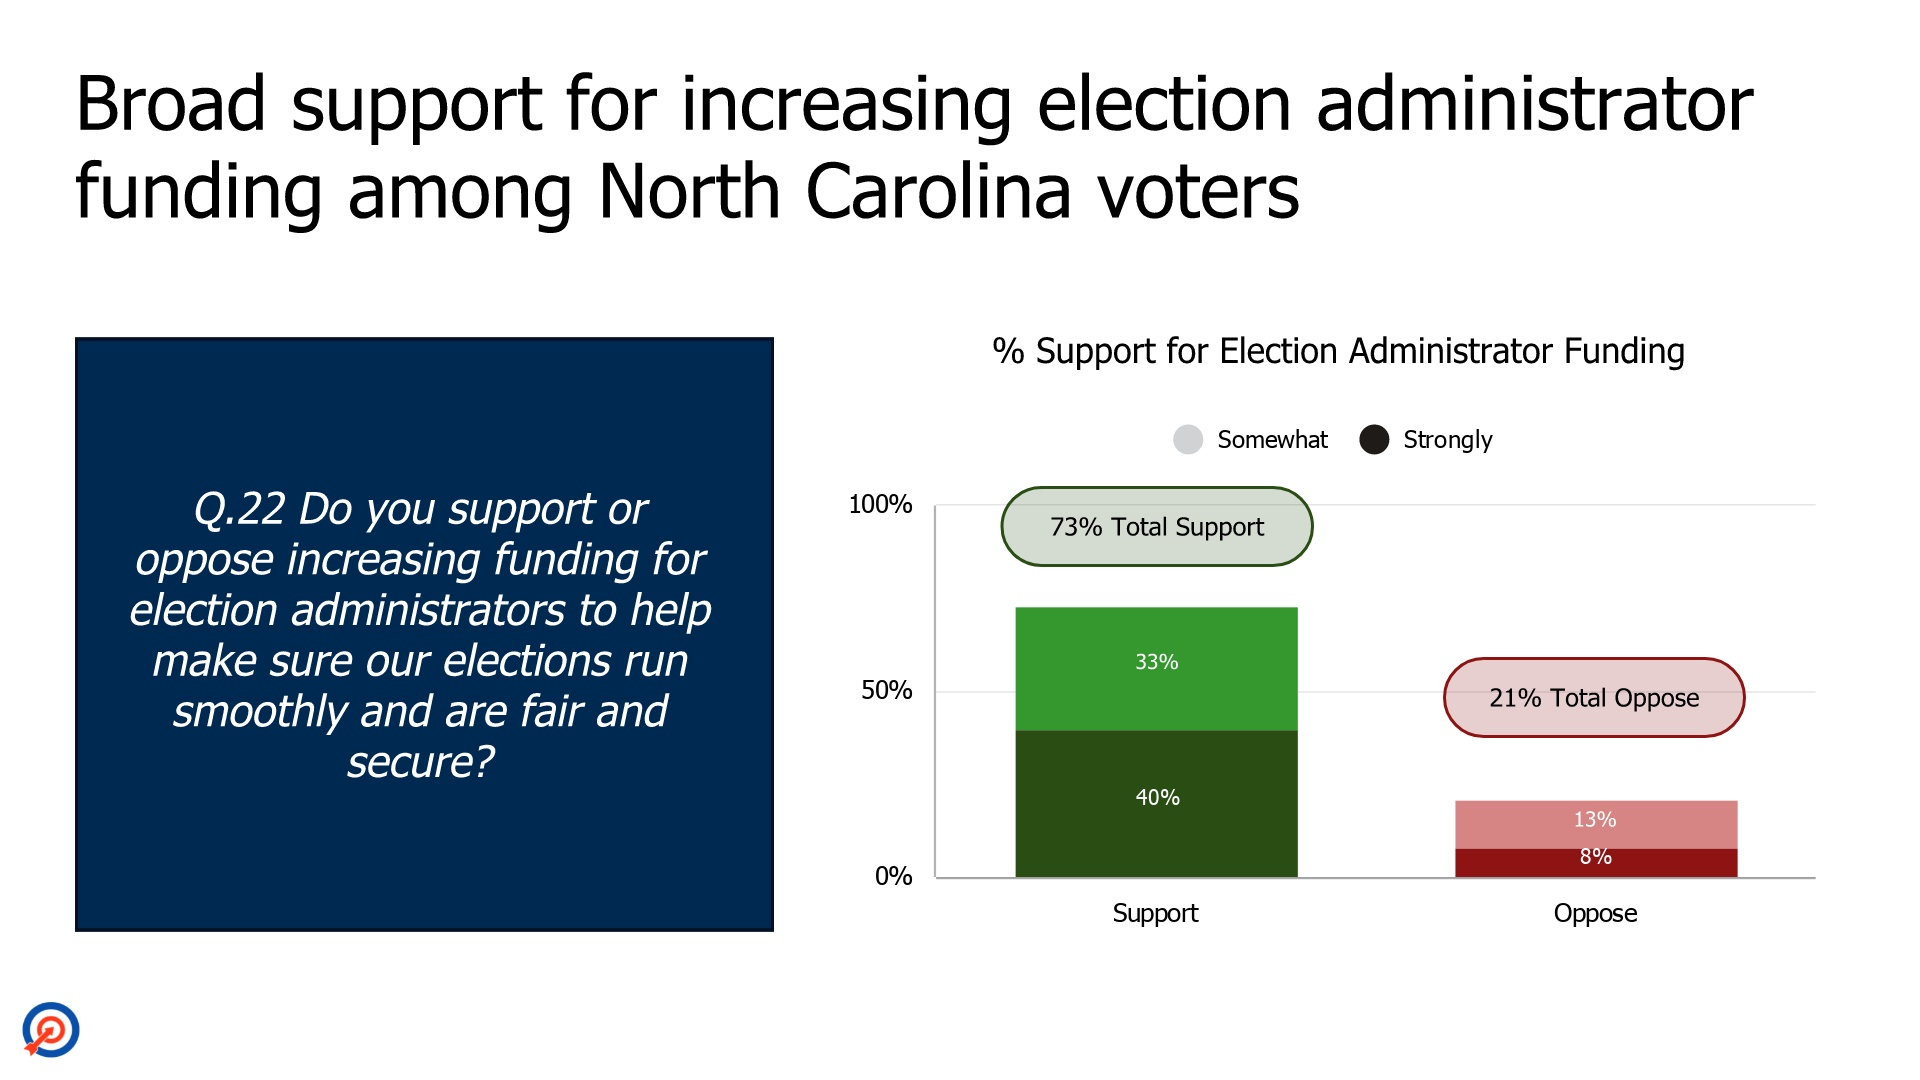 Broad support for increasing election administrator
funding among North Carolina voters
Q.22 Do you support or
oppose increasing funding for
election administrators to help
make sure our elections run
smoothly and are fair and
secure?
% Support for Election Administrator Funding
Somewhat
Strongly
100%
50%
0%
73% Total Support
33%
40%
21% Total Oppose
13%
8%
Support
Oppose